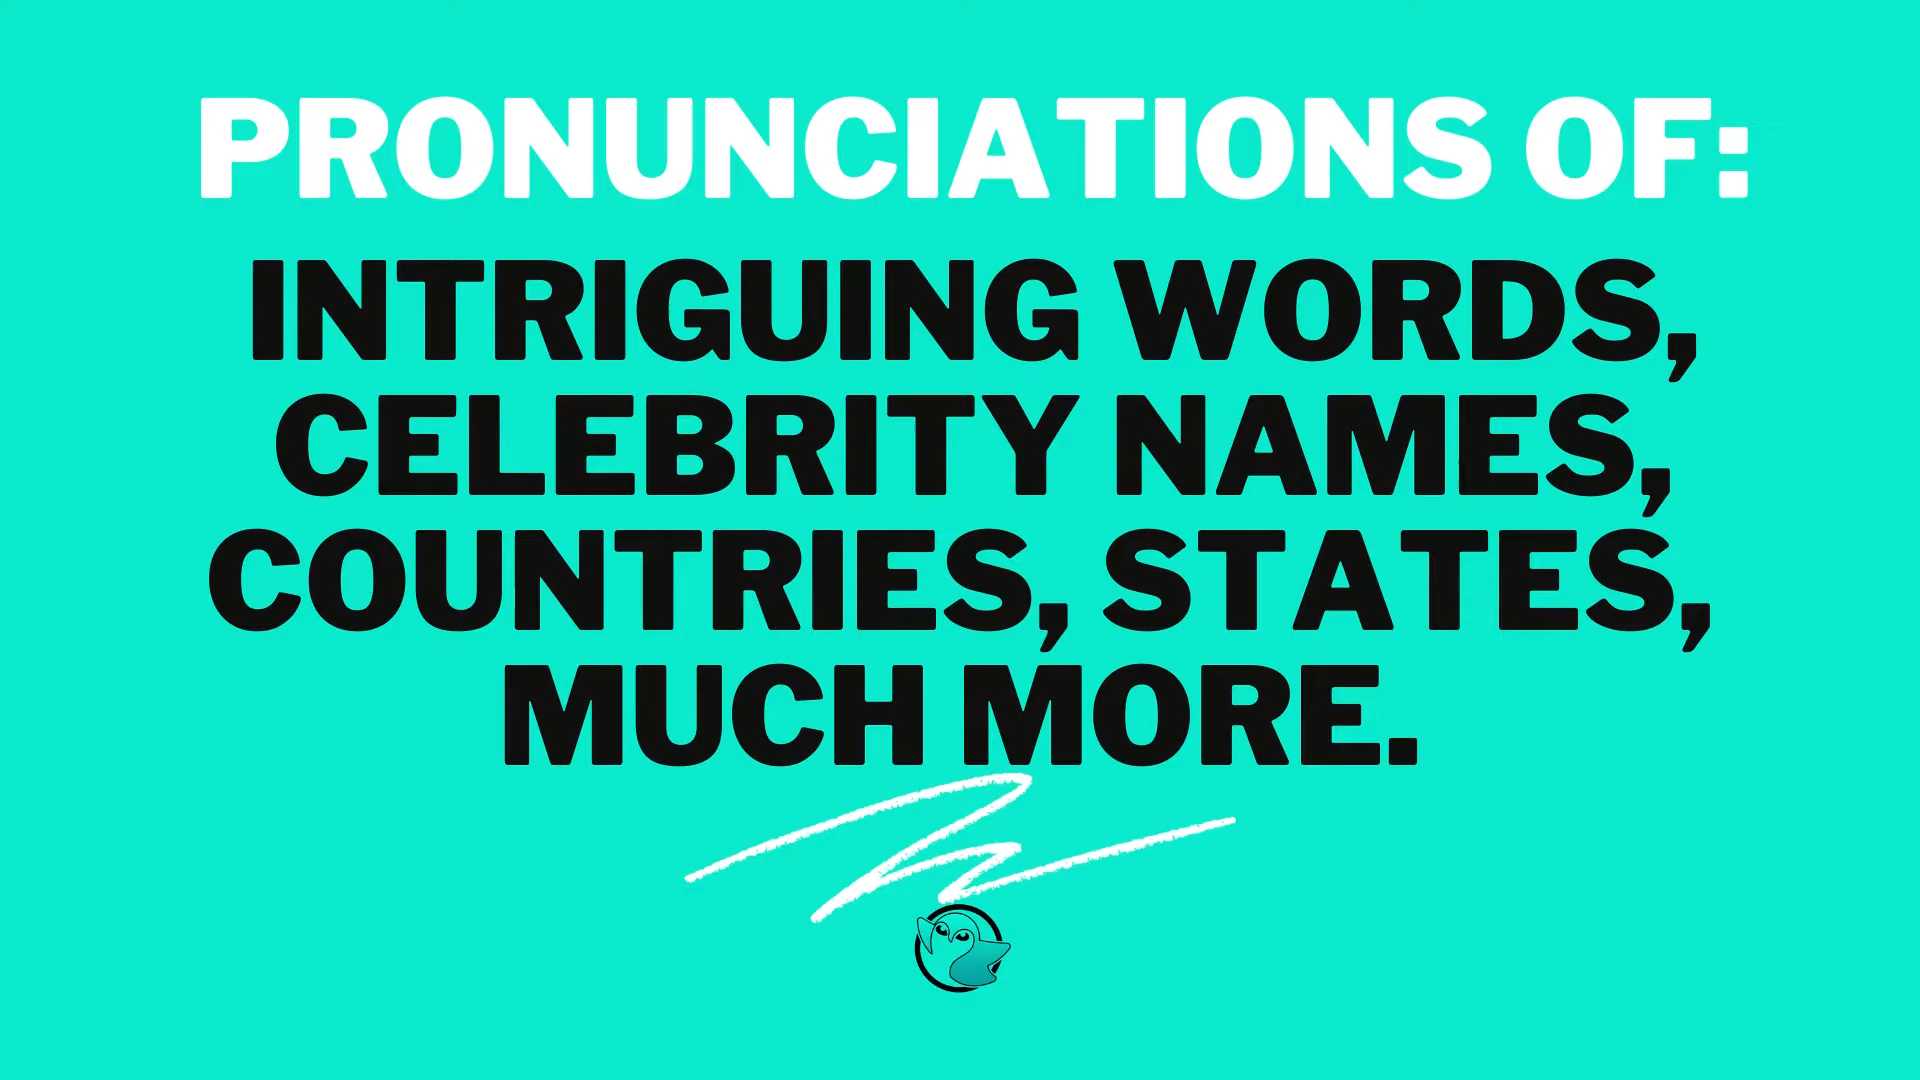 PRONUNCIATIONS OF:
INTRIGUING WORDS,
CELEBRITY NAMES,
COUNTRIES, STATES,
MUCH MORE.